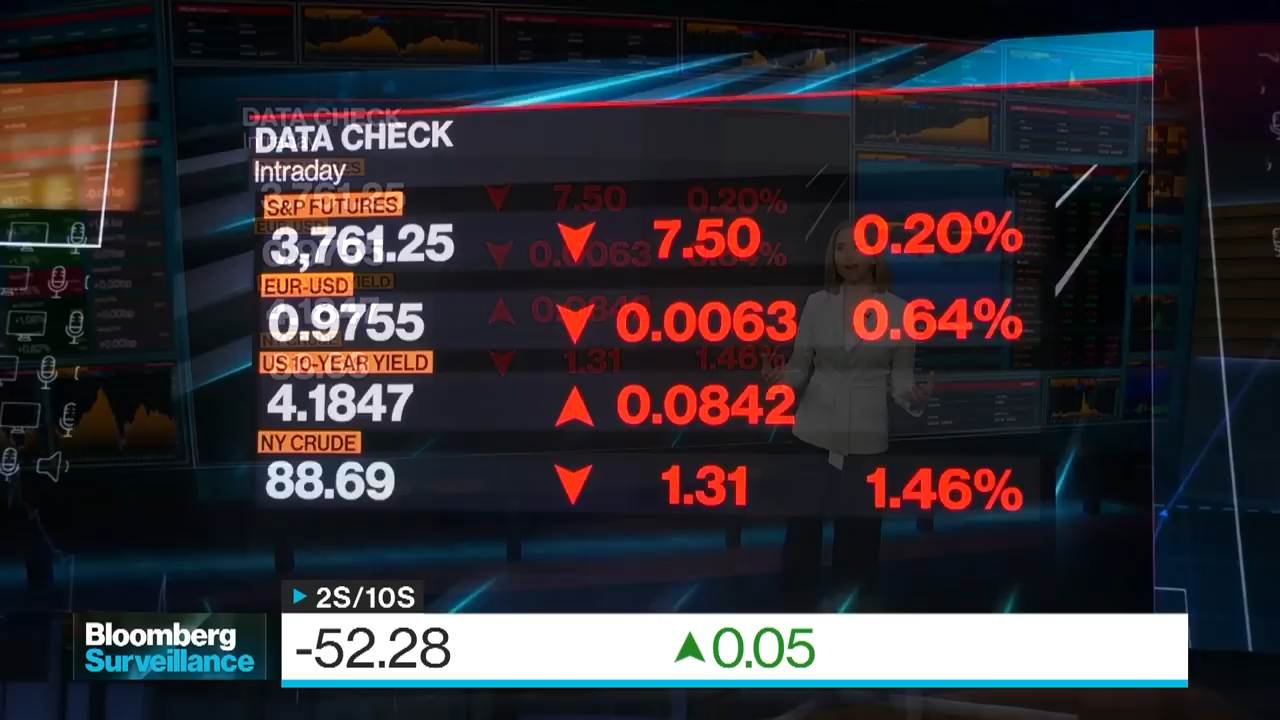 DATA CHECK
Intraday
S&P FUTURES
3,761.25 ▼ 7.50 0.20%
EUR-USD
0.9755 ▼ 0.0063 0.64%
US 10-YEAR YIELD
4.1847 ▲ 0.0842
NY CRUDE
88.69 ▼ 1.31 1.46%
2S/10S
-52.28 ▲ 0.05
Bloomberg
Surveillance